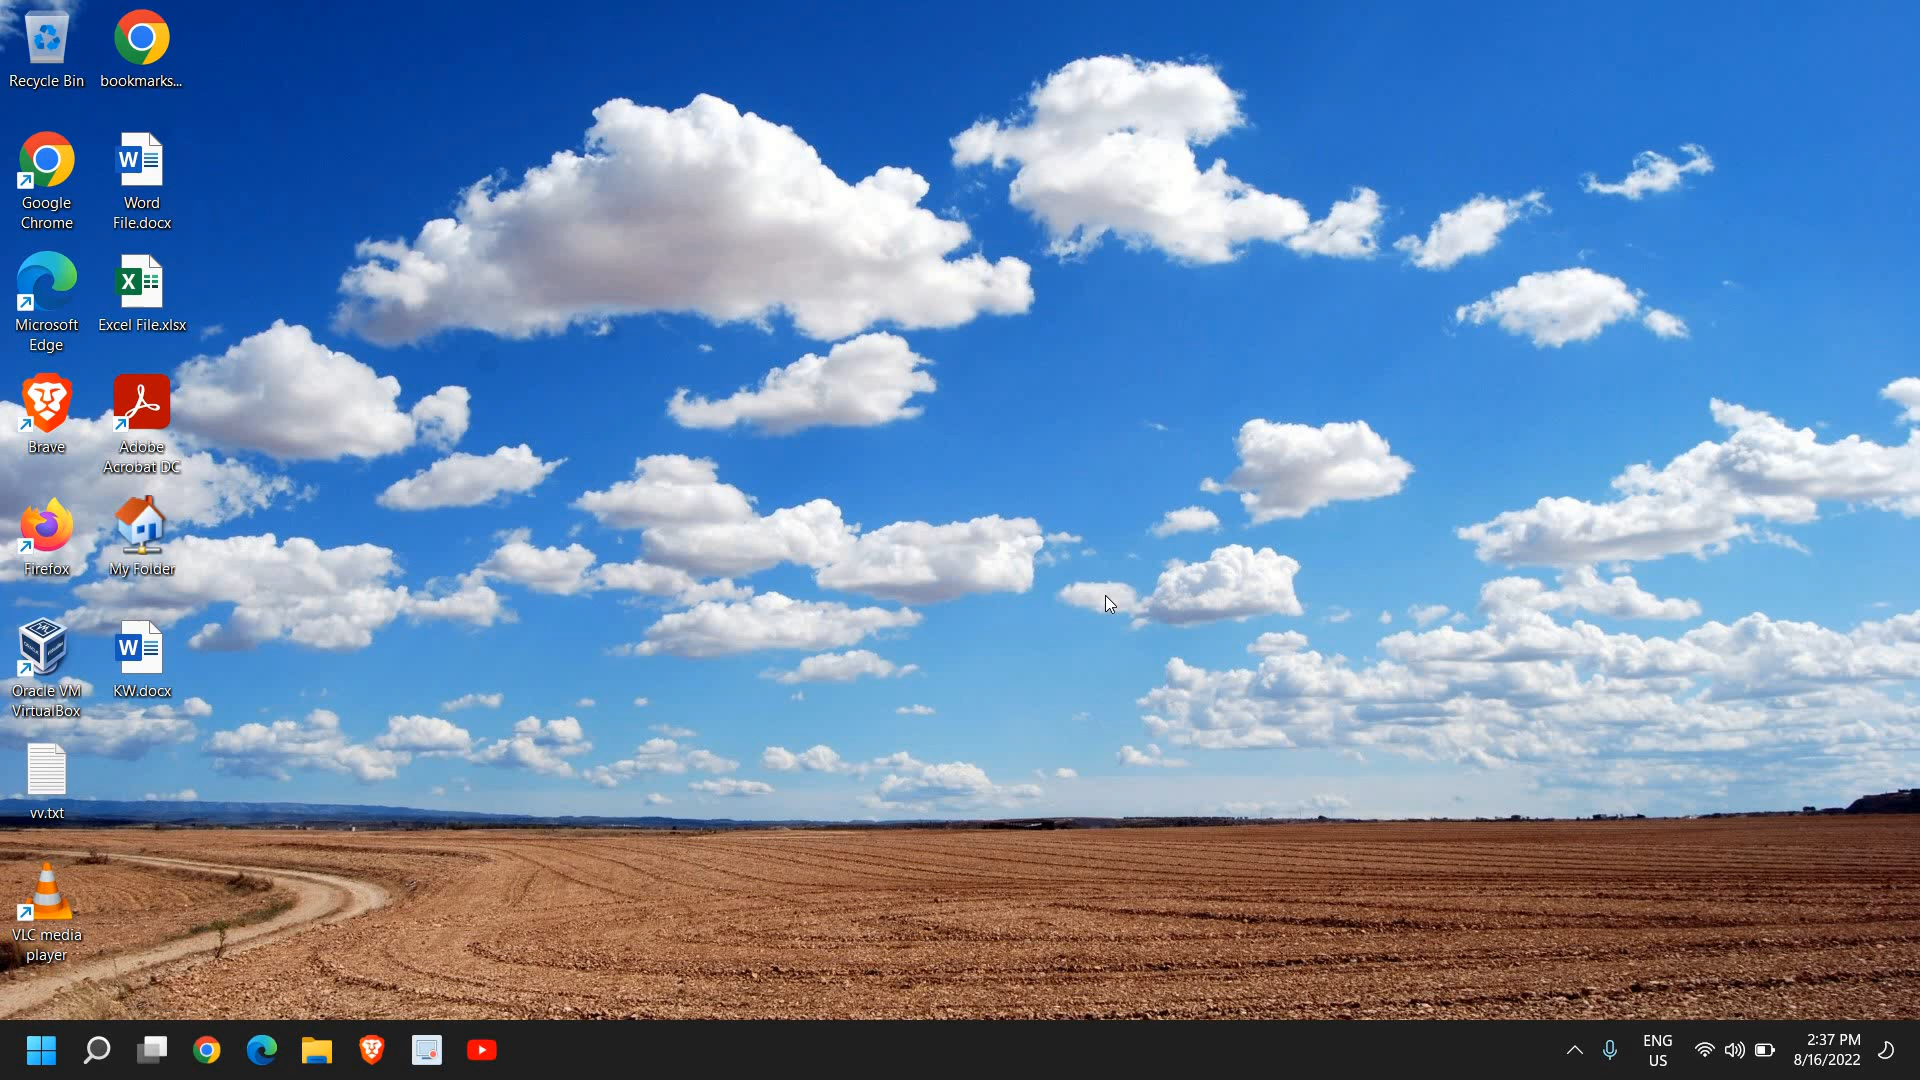 Recycle Bin
bookmarks...
Google
Chrome
Word
File.docx
Microsoft
Edge
Excel File.xlsx
Brave
Adobe
Acrobat DC
Firefox
My Folder
Oracle VM
VirtualBox
KW.docx
vv.txt
VLC media
player
ENG
US
2:37 PM
8/16/2022